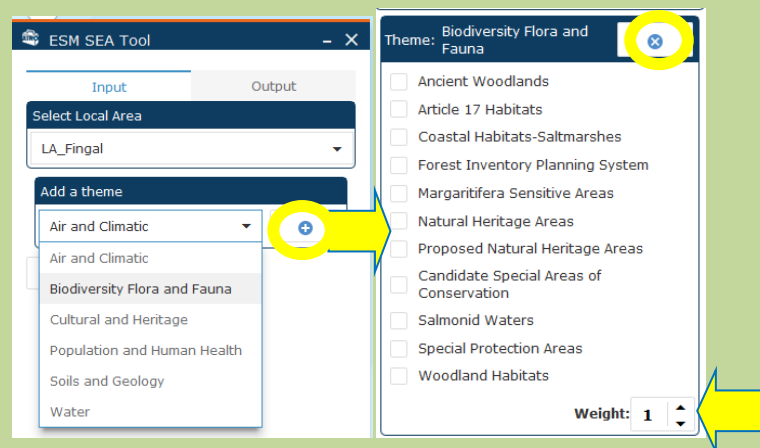 ESM SEA Tool
Input
Output
Select Local Area
LA_Fingal
Add a theme
Air and Climatic
Air and Climatic
Biodiversity Flora and Fauna
Cultural and Heritage
Population and Human Health
Soils and Geology
Water
Theme: Biodiversity Flora and
Fauna
Ancient Woodlands
Article 17 Habitats
Coastal Habitats-Saltmarshes
Forest Inventory Planning System
Margaritifera Sensitive Areas
Natural Heritage Areas
Proposed Natural Heritage Areas
Candidate Special Areas of
Conservation
Salmonid Waters
Special Protection Areas
Woodland Habitats
Weight: 1